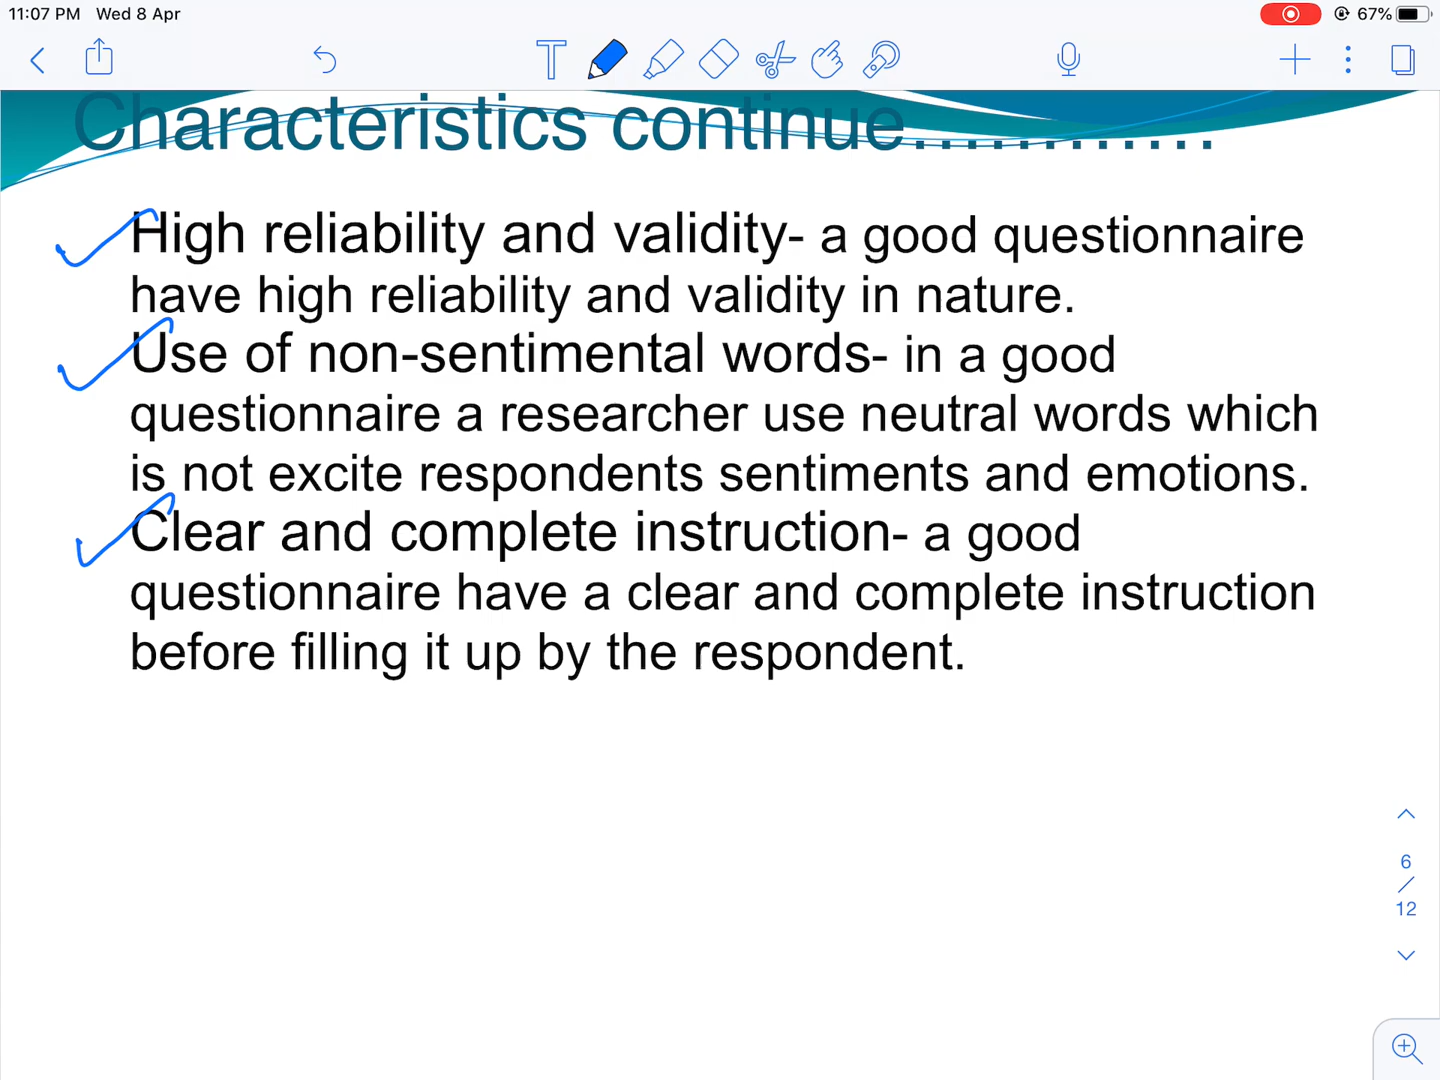 11:07 PM Wed 8 Apr 67%
T
Characteristics continue............
High reliability and validity- a good questionnaire
have high reliability and validity in nature.
Use of non-sentimental words- in a good
questionnaire a researcher use neutral words which
is not excite respondents sentiments and emotions.
Clear and complete instruction- a good
questionnaire have a clear and complete instruction
before filling it up by the respondent.
6
/
12